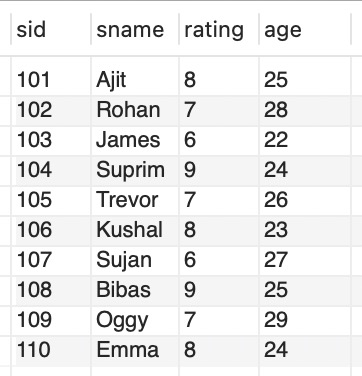 sid sname rating age
101 Ajit 8 25
102 Rohan 7 28
103 James 6 22
104 Suprim 9 24
105 Trevor 7 26
106 Kushal 8 23
107 Sujan 6 27
108 Bibas 9 25
109 Oggy 7 29
110 Emma 8 24